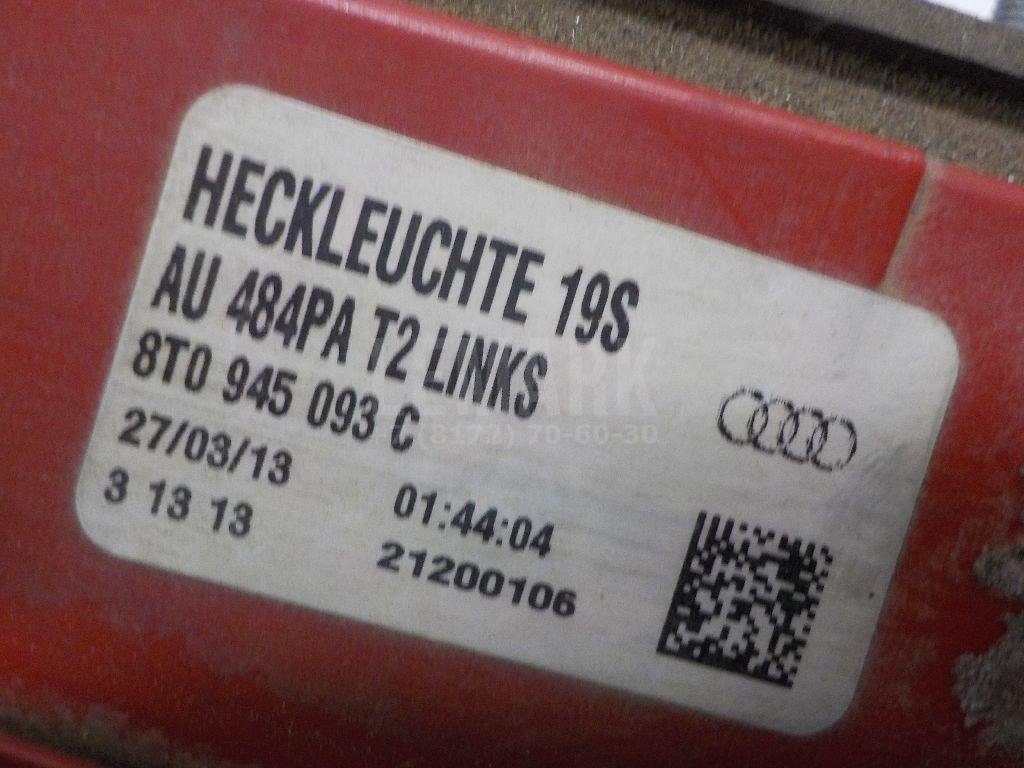 HECKLEUCHTE 19S
AU 484PA T2 LINKS
8T0 945 093 C
27/03/13 01:44:04
3 13 13 21200106
(8172) 70-60-30